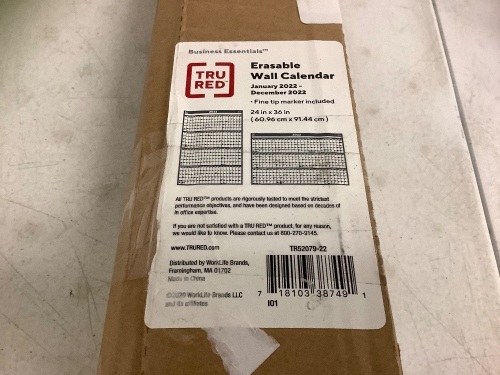 Business Essentials™
TRU
RED™
Erasable
Wall Calendar
January 2022 -
December 2022
• Fine tip marker included
24 in x 36 in
(60.96 cm x 91.44 cm)
All TRU RED™ products are rigorously tested to meet the strictest
performance objectives, and have been designed based on decades of
in office expertise.
If you are not satisfied with a TRU RED™ product, for any reason,
we would like to know. Please contact us at 800-270-9145.
www.TRURED.com
TR52079-22
Distributed by WorkLife Brands LLC
Framingham, MA 01702
Made in China
©2020 WorkLife Brands LLC
and its affiliates
7 18103 38749 1
I01